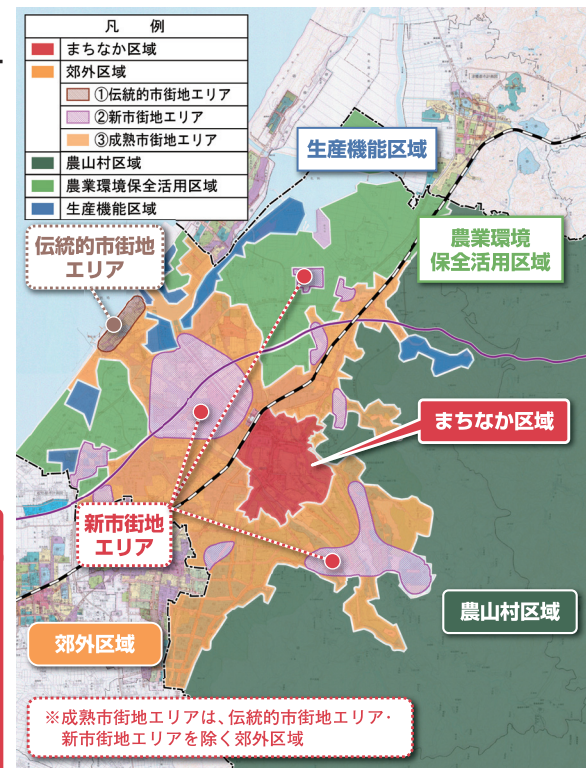 凡 例
まちなか区域
郊外区域
①伝統的市街地エリア
②新市街地エリア
③成熟市街地エリア
農山村区域
農業環境保全活用区域
生産機能区域
生産機能区域
農業環境
保全活用区域
伝統的市街地
エリア
まちなか区域
新市街地
エリア
農山村区域
郊外区域
※成熟市街地エリアは、伝統的市街地エリア・
新市街地エリアを除く郊外区域